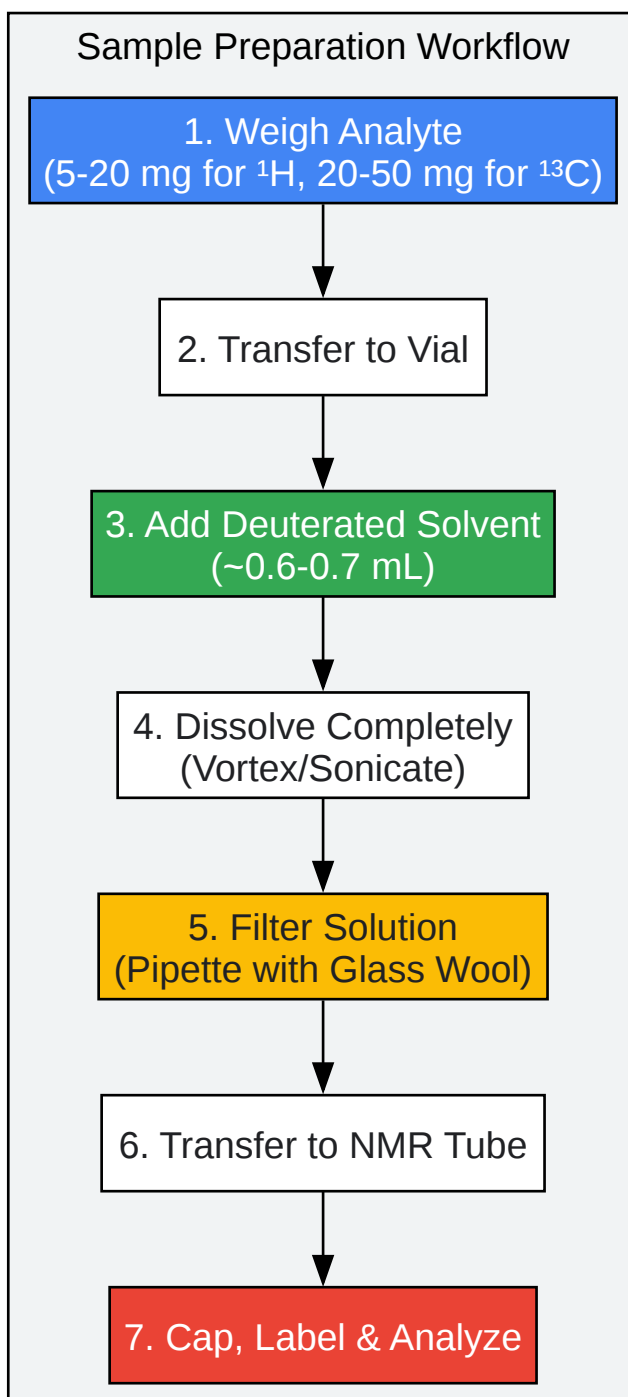 Sample Preparation Workflow
1. Weigh Analyte
(5-20 mg for ¹H, 20-50 mg for ¹³C)
2. Transfer to Vial
3. Add Deuterated Solvent
(~0.6-0.7 mL)
4. Dissolve Completely
(Vortex/Sonicate)
5. Filter Solution
(Pipette with Glass Wool)
6. Transfer to NMR Tube
7. Cap, Label & Analyze